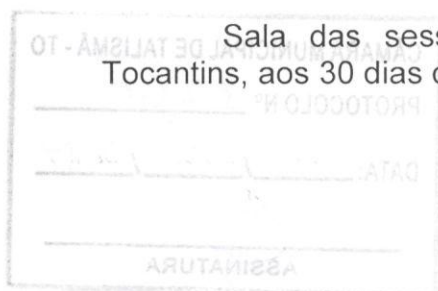 Sala das sess
CÂMARA MUNICIPAL DE TALISMÃ - TO
Tocantins, aos 30 dias
PROTOCOLO Nº
DATA:
ASSINATURA